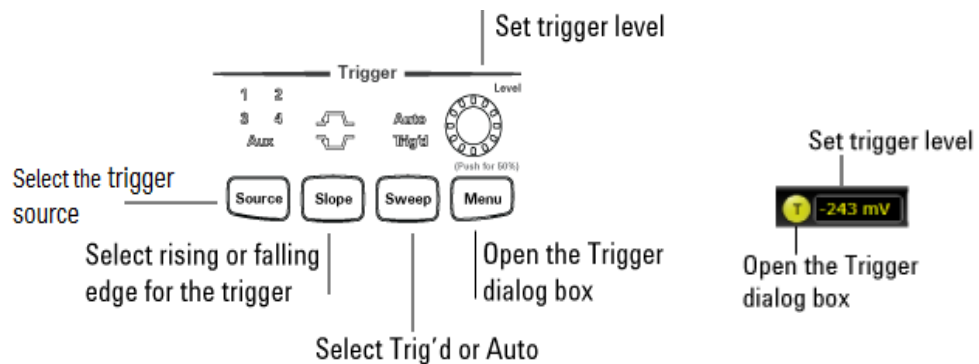 Set trigger level
Trigger
Level
1 2
3 4 Auto
Aux Trig'd
(Push for 50%)
Select the trigger
source
Source Slope Sweep Menu
Select rising or falling
edge for the trigger
Open the Trigger
dialog box
Select Trig'd or Auto
Set trigger level
T -243 mV
Open the Trigger
dialog box